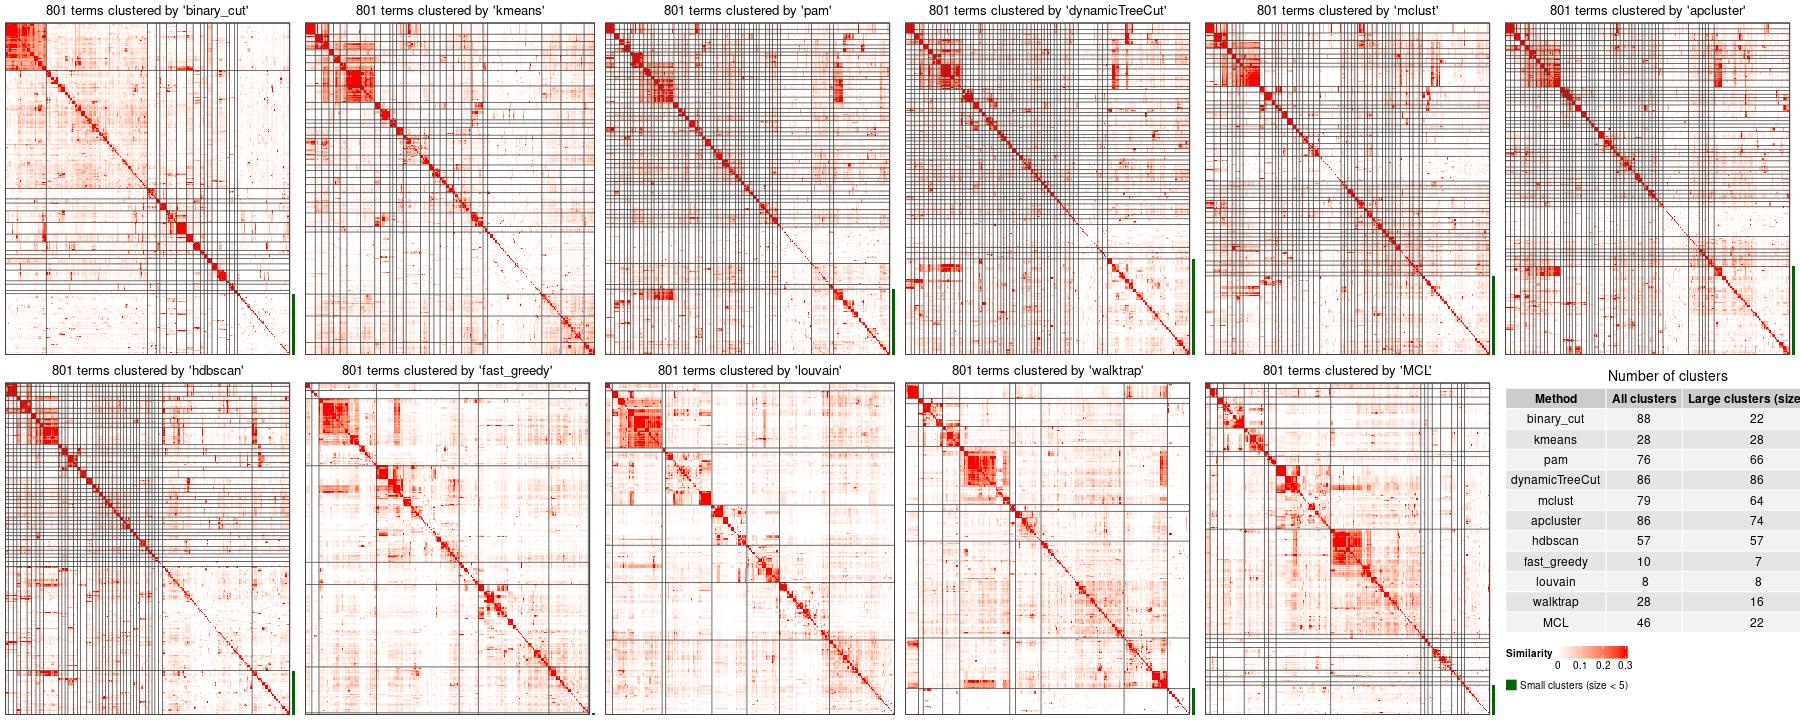 801 terms clustered by 'binary_cut'
801 terms clustered by 'kmeans'
801 terms clustered by 'pam'
801 terms clustered by 'dynamicTreeCut'
801 terms clustered by 'mclust'
801 terms clustered by 'apcluster'
801 terms clustered by 'hdbscan'
801 terms clustered by 'fast_greedy'
801 terms clustered by 'louvain'
801 terms clustered by 'walktrap'
801 terms clustered by 'MCL'
Number of clusters
Method All clusters Large clusters (size
binary_cut 88 22
kmeans 28 28
pam 76 66
dynamicTreeCut 86 86
mclust 79 64
apcluster 86 74
hdbscan 57 57
fast_greedy 10 7
louvain 8 8
walktrap 28 16
MCL 46 22
Similarity
0 0.1 0.2 0.3
Small clusters (size < 5)